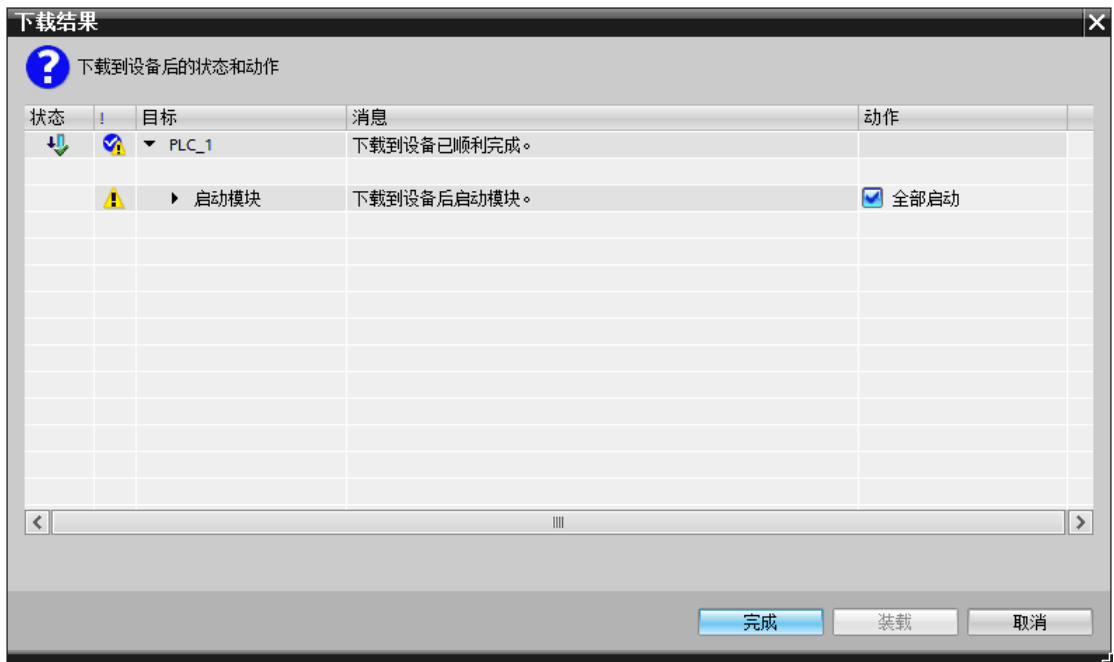 下载结果
下载到设备后的状态和动作
状态 ! 目标 消息 动作
PLC_1 下载到设备已顺利完成。
启动模块 下载到设备后启动模块。 全部启动
完成 装载 取消